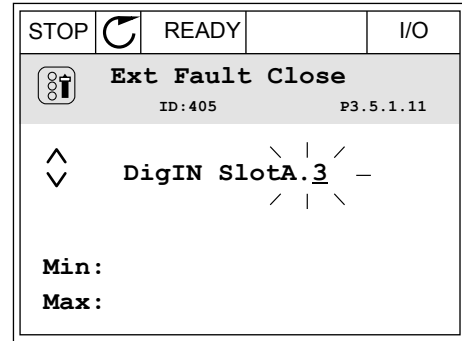 STOP READY I/O
Ext Fault Close
ID:405 P3.5.1.11
DigIN SlotA.3
Min:
Max: